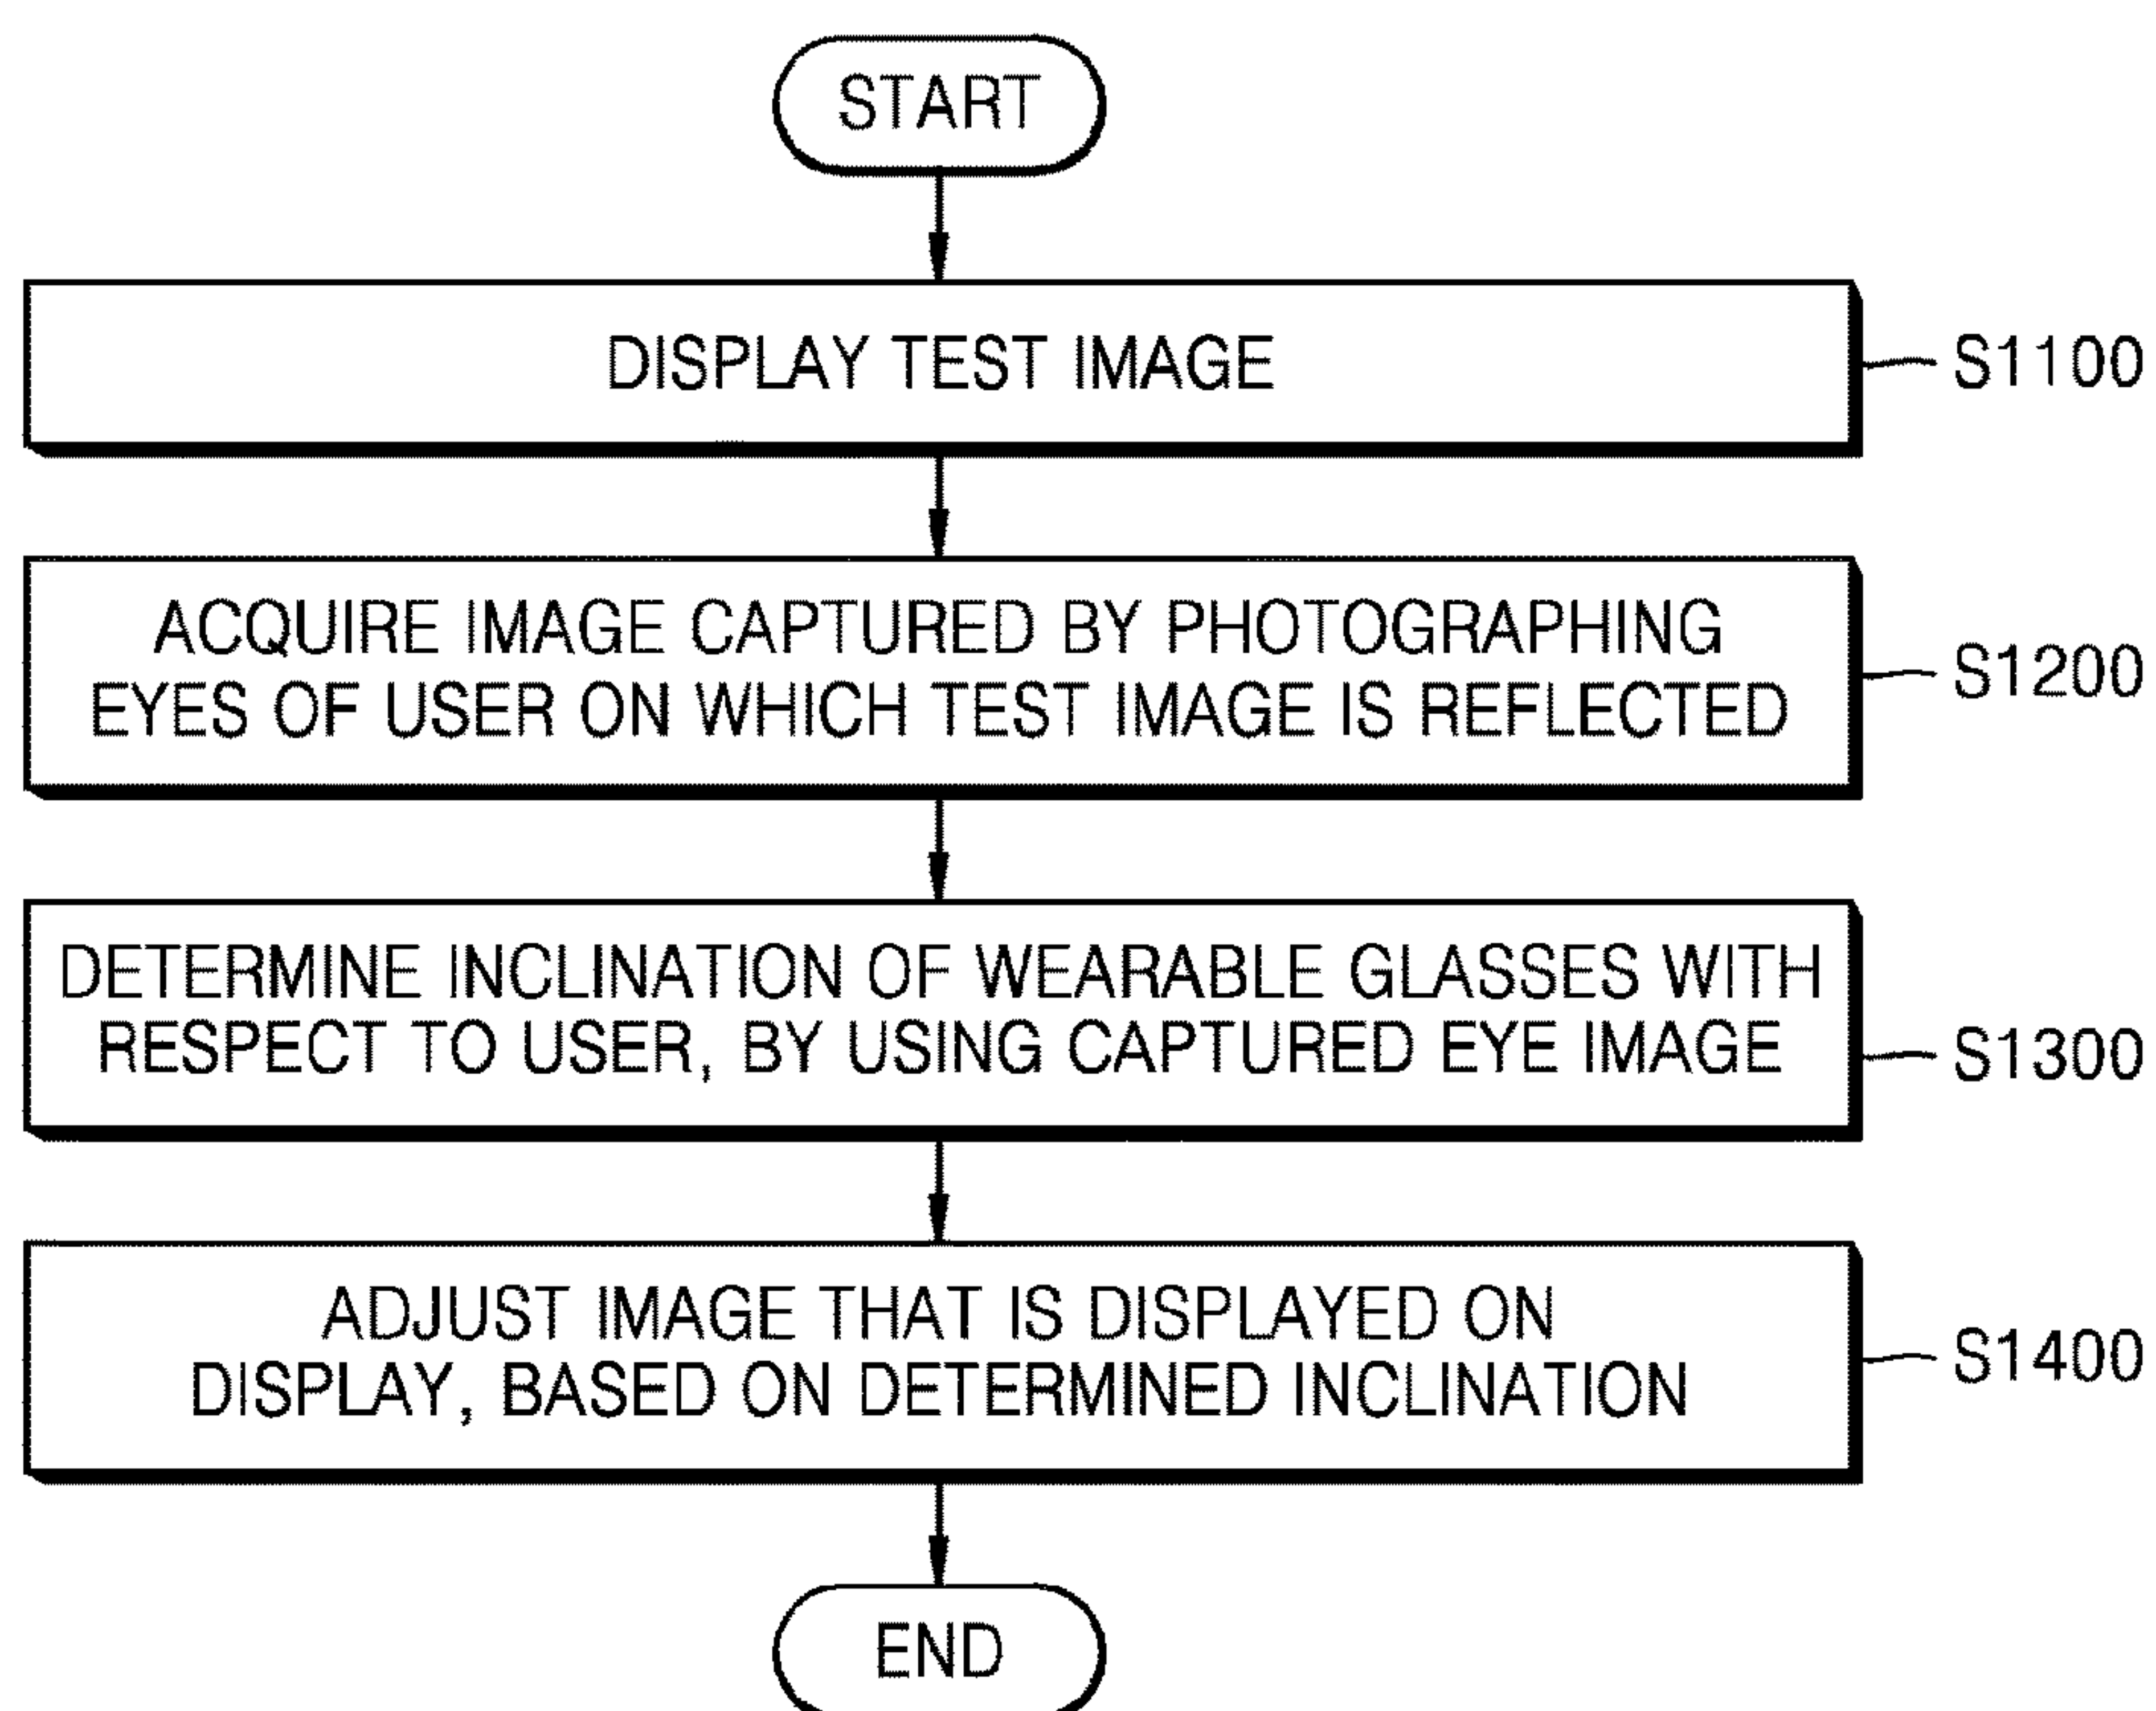 START
DISPLAY TEST IMAGE
S1100
ACQUIRE IMAGE CAPTURED BY PHOTOGRAPHING
EYES OF USER ON WHICH TEST IMAGE IS REFLECTED
S1200
DETERMINE INCLINATION OF WEARABLE GLASSES WITH
RESPECT TO USER, BY USING CAPTURED EYE IMAGE
S1300
ADJUST IMAGE THAT IS DISPLAYED ON
DISPLAY, BASED ON DETERMINED INCLINATION
S1400
END